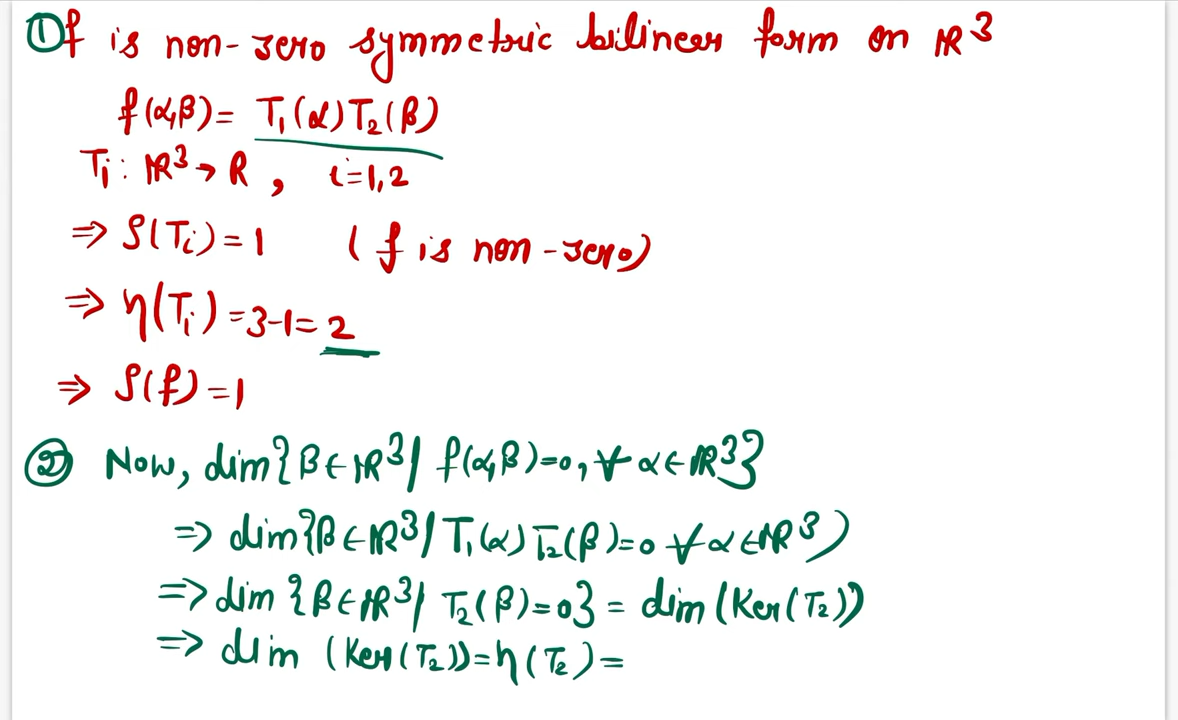 ① f is non-zero symmetric bilinear form on ℝ³
f(α,β) = T₁(α)T₂(β)
Tᵢ: ℝ³→R, i=1,2
⇒ ρ(Tᵢ)=1 (f is non-zero)
⇒ η(Tᵢ)=3-1=2
⇒ ρ(f)=1
② Now, dim{β∈ℝ³/ f(α,β)=0, ∀ α∈ℝ³}
⇒ dim{β∈ℝ³/ T₁(α)T₂(β)=0 ∀ α∈ℝ³)
⇒ dim {β∈ℝ³/ T₂(β)=0} = dim(Ker(T₂))
⇒ dim (Ker(T₂))=η(T₂)=